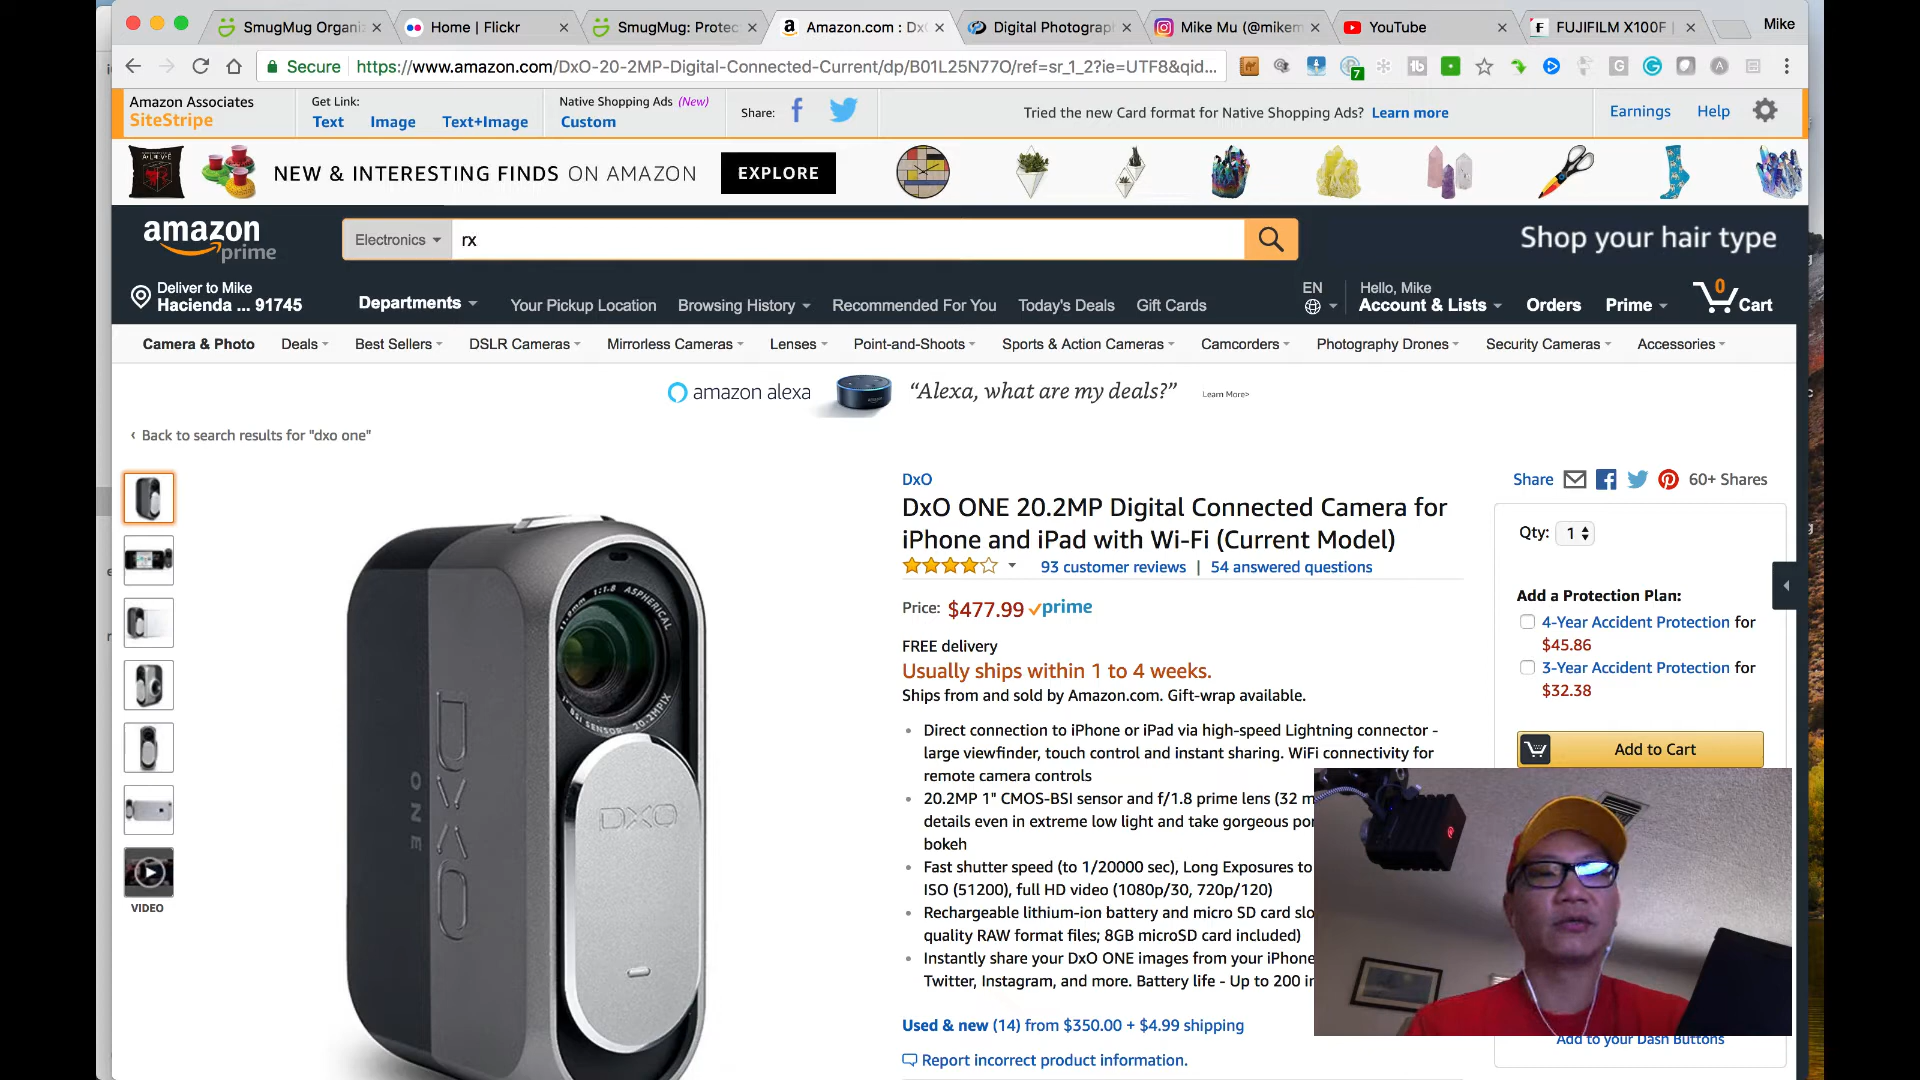 SmugMug Organi
Home | Flickr
SmugMug: Protec
Amazon.com : Dx
Digital Photograp
Mike Mu (@mikem
YouTube
FUJIFILM X100F |
Mike
Secure
https://www.amazon.com/DxO-20-2MP-Digital-Connected-Current/dp/B01L25N77O/ref=sr_1_2?ie=UTF8&qid...
7
Amazon Associates
SiteStripe
Get Link:
Text Image Text+Image
Native Shopping Ads (New)
Custom
Share:
Tried the new Card format for Native Shopping Ads? Learn more
Earnings
Help
NEW & INTERESTING FINDS ON AMAZON
EXPLORE
amazon
prime
Electronics
rx
Shop your hair type
Deliver to Mike
Hacienda ... 91745
Departments
Your Pickup Location
Browsing History
Recommended For You
Today's Deals
Gift Cards
EN
Hello, Mike
Account & Lists
Orders
Prime
0
Cart
Camera & Photo
Deals
Best Sellers
DSLR Cameras
Mirrorless Cameras
Lenses
Point-and-Shoots
Sports & Action Cameras
Camcorders
Photography Drones
Security Cameras
Accessories
amazon alexa
“Alexa, what are my deals?”
Learn More>
‹ Back to search results for "dxo one"
DxO
DxO ONE 20.2MP Digital Connected Camera for
iPhone and iPad with Wi-Fi (Current Model)
93 customer reviews | 54 answered questions
Price: $477.99 prime
FREE delivery
Usually ships within 1 to 4 weeks.
Ships from and sold by Amazon.com. Gift-wrap available.
Direct connection to iPhone or iPad via high-speed Lightning connector -
large viewfinder, touch control and instant sharing. WiFi connectivity for
remote camera controls
20.2MP 1" CMOS-BSI sensor and f/1.8 prime lens (32 m
details even in extreme low light and take gorgeous por
bokeh
Fast shutter speed (to 1/20000 sec), Long Exposures to
ISO (51200), full HD video (1080p/30, 720p/120)
Rechargeable lithium-ion battery and micro SD card slo
quality RAW format files; 8GB microSD card included)
Instantly share your DxO ONE images from your iPhone
Twitter, Instagram, and more. Battery life - Up to 200 im
Used & new (14) from $350.00 + $4.99 shipping
Report incorrect product information.
Share
60+ Shares
Qty: 1
Add a Protection Plan:
4-Year Accident Protection for
$45.86
3-Year Accident Protection for
$32.38
Add to Cart
Add to your Dash Buttons
VIDEO
DXO
ONE
DXO
1:1.8 ASPHERICAL
1" BSI SENSOR 20.2MPIX